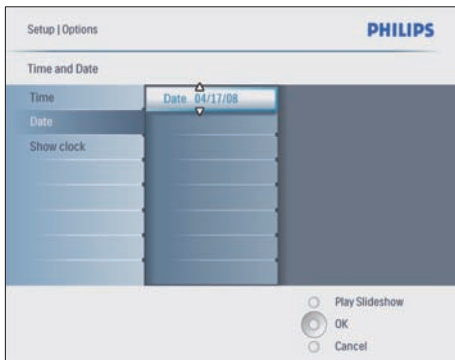 Setup | Options
PHILIPS
Time and Date
Time
Date 04/17/08
Date
Show clock
Play Slideshow
OK
Cancel